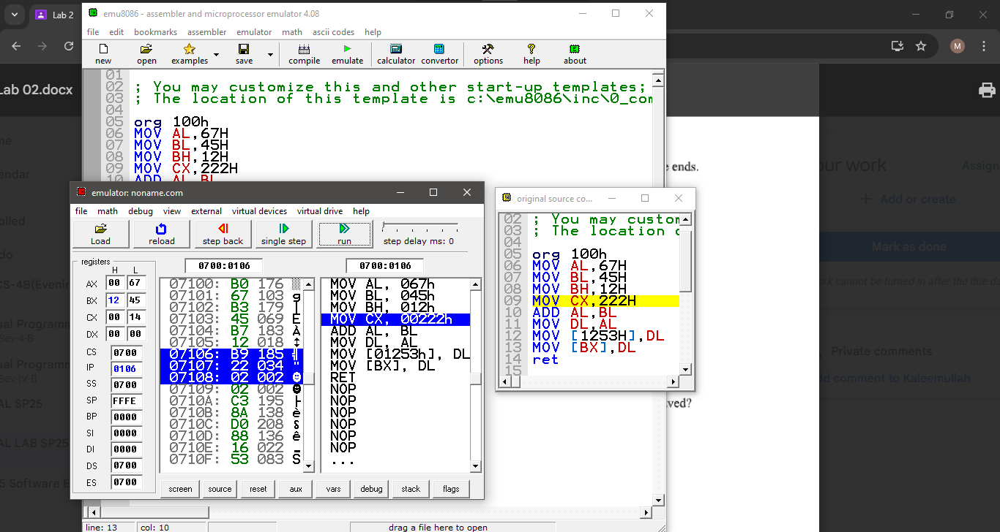 Lab 2
emu8086 - assembler and microprocessor emulator 4.08
file edit bookmarks assembler emulator math ascii codes help
new open examples save compile emulate calculator convertor options help about
M
Lab 02.docx
01
02 ; You may customize this and other start-up templates;
03 ; The location of this template is c:\emu8086\inc\0_com
04
05 org 100h
06 MOV AL,67H
07 MOV BL,45H
08 MOV BH,12H
09 MOV CX,222H
10 ADD AL,BL
emulator: noname.com
file math debug view external virtual devices virtual drive help
Load reload step back single step run step delay ms: 0
registers
H L
AX 00 67
BX 12 45
CX 00 14
DX 00 00
CS 0700
IP 0106
SS 0700
SP FFFE
BP 0000
SI 0000
DI 0000
DS 0700
ES 0700
0700:0106
07100: B0 176 ░
07101: 67 103 g
07102: B3 179 │
07103: 45 069 E
07104: B7 183 À
07105: 12 018 ↕
07106: B9 185 ╣
07107: 22 034 "
07108: 02 002 ☻
07109: 02 002 ☻
0710A: C3 195 ├
0710B: 8A 138 è
0710C: D0 208 š
0710D: 88 136 ê
0710E: 16 022 ▬
0710F: 53 083 S
0700:0106
MOV AL, 067h
MOV BL, 045h
MOV BH, 012h
MOV CX, 00222h
ADD AL, BL
MOV DL, AL
MOV [01253h], DL
MOV [BX], DL
RET
NOP
NOP
NOP
NOP
NOP
NOP
...
screen source reset aux vars debug stack flags
original source co...
02 ; You may custom
03 ; The location o
04
05 org 100h
06 MOV AL,67H
07 MOV BL,45H
08 MOV BH,12H
09 MOV CX,222H
10 ADD AL,BL
11 MOV DL,AL
12 MOV [1253H],DL
13 MOV [BX],DL
14 ret
15
line: 13 col: 10 drag a file here to open
me
endar
olled
do
CS-4B(Evenin
ual Programm
Sev-4-B
ual Programm
Sev-IV-B
AL SP25
AL LAB SP25
5 Software E
e ends.
ved?
our work Assign
+ Add or create
Mark as done
rk cannot be turned in after the due da
Private comments
dd comment to Kaleemullah